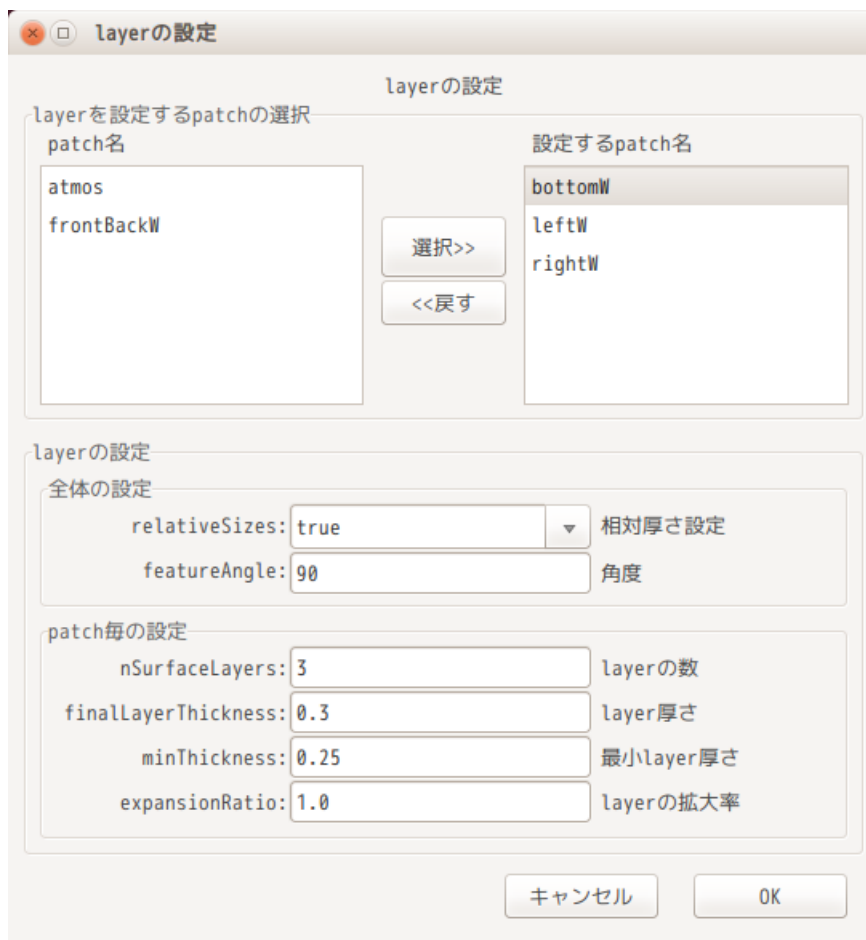 layerの設定
layerの設定
layerを設定するpatchの選択
patch名
設定するpatch名
atmos
frontBackW
選択>>
<<戻す
bottomW
leftW
rightW
layerの設定
全体の設定
relativeSizes: true 相対厚さ設定
featureAngle: 90 角度
patch毎の設定
nSurfaceLayers: 3 layerの数
finalLayerThickness: 0.3 layer厚さ
minThickness: 0.25 最小layer厚さ
expansionRatio: 1.0 layerの拡大率
キャンセル
OK